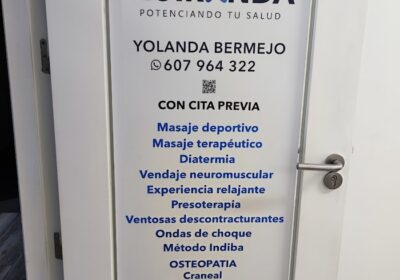 POTENCIANDO TU SALUD
YOLANDA BERMEJO
607 964 322
CON CITA PREVIA
Masaje deportivo
Masaje terapéutico
Diatermia
Vendaje neuromuscular
Experiencia relajante
Presoterapia
Ventosas descontracturantes
Ondas de choque
Método Indiba
OSTEOPATIA
Craneal